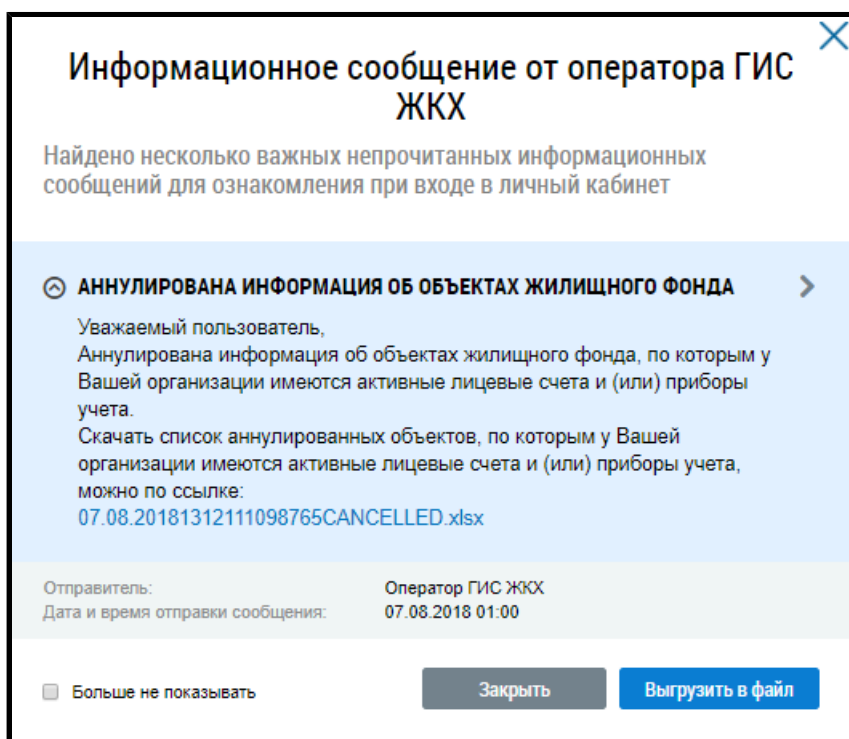 Информационное сообщение от оператора ГИС
ЖКХ
Найдено несколько важных непрочитанных информационных
сообщений для ознакомления при входе в личный кабинет
АННУЛИРОВАНА ИНФОРМАЦИЯ ОБ ОБЪЕКТАХ ЖИЛИЩНОГО ФОНДА
Уважаемый пользователь,
Аннулирована информация об объектах жилищного фонда, по которым у
Вашей организации имеются активные лицевые счета и (или) приборы
учета.
Скачать список аннулированных объектов, по которым у Вашей
организации имеются активные лицевые счета и (или) приборы учета,
можно по ссылке:
07.08.20181312111098765CANCELLED.xlsx
Отправитель: Оператор ГИС ЖКХ
Дата и время отправки сообщения: 07.08.2018 01:00
Больше не показывать Закрыть Выгрузить в файл